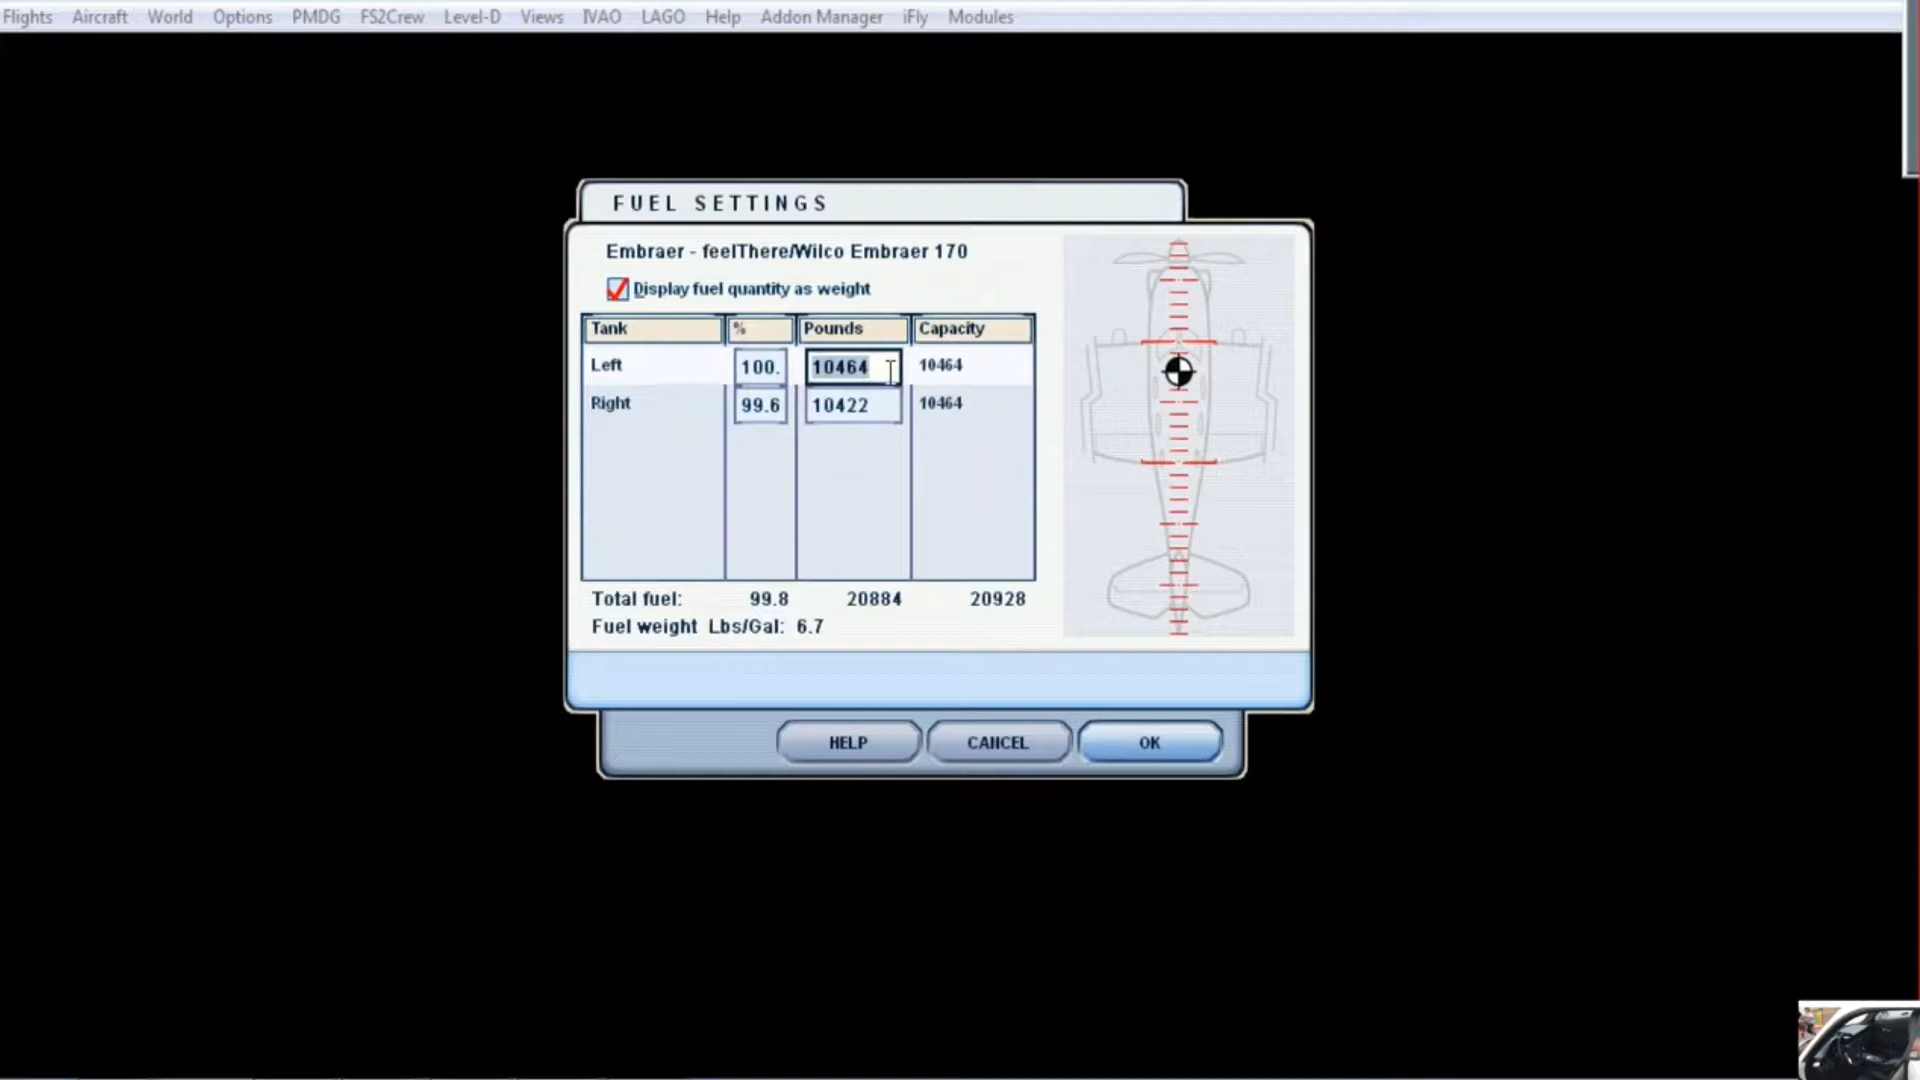 Flights Aircraft World Options PMDG FS2Crew Level-D Views IVAO LAGO Help Addon Manager iFly Modules
FUEL SETTINGS
Embraer - feelThere/Wilco Embraer 170
Display fuel quantity as weight
Tank % Pounds Capacity
Left 100. 10464 10464
Right 99.6 10422 10464
Total fuel: 99.8 20884 20928
Fuel weight Lbs/Gal: 6.7
HELP CANCEL OK